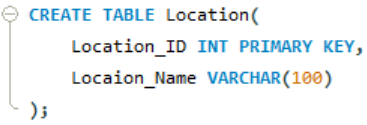 CREATE TABLE Location(
Location_ID INT PRIMARY KEY,
Locaion_Name VARCHAR(100)
);